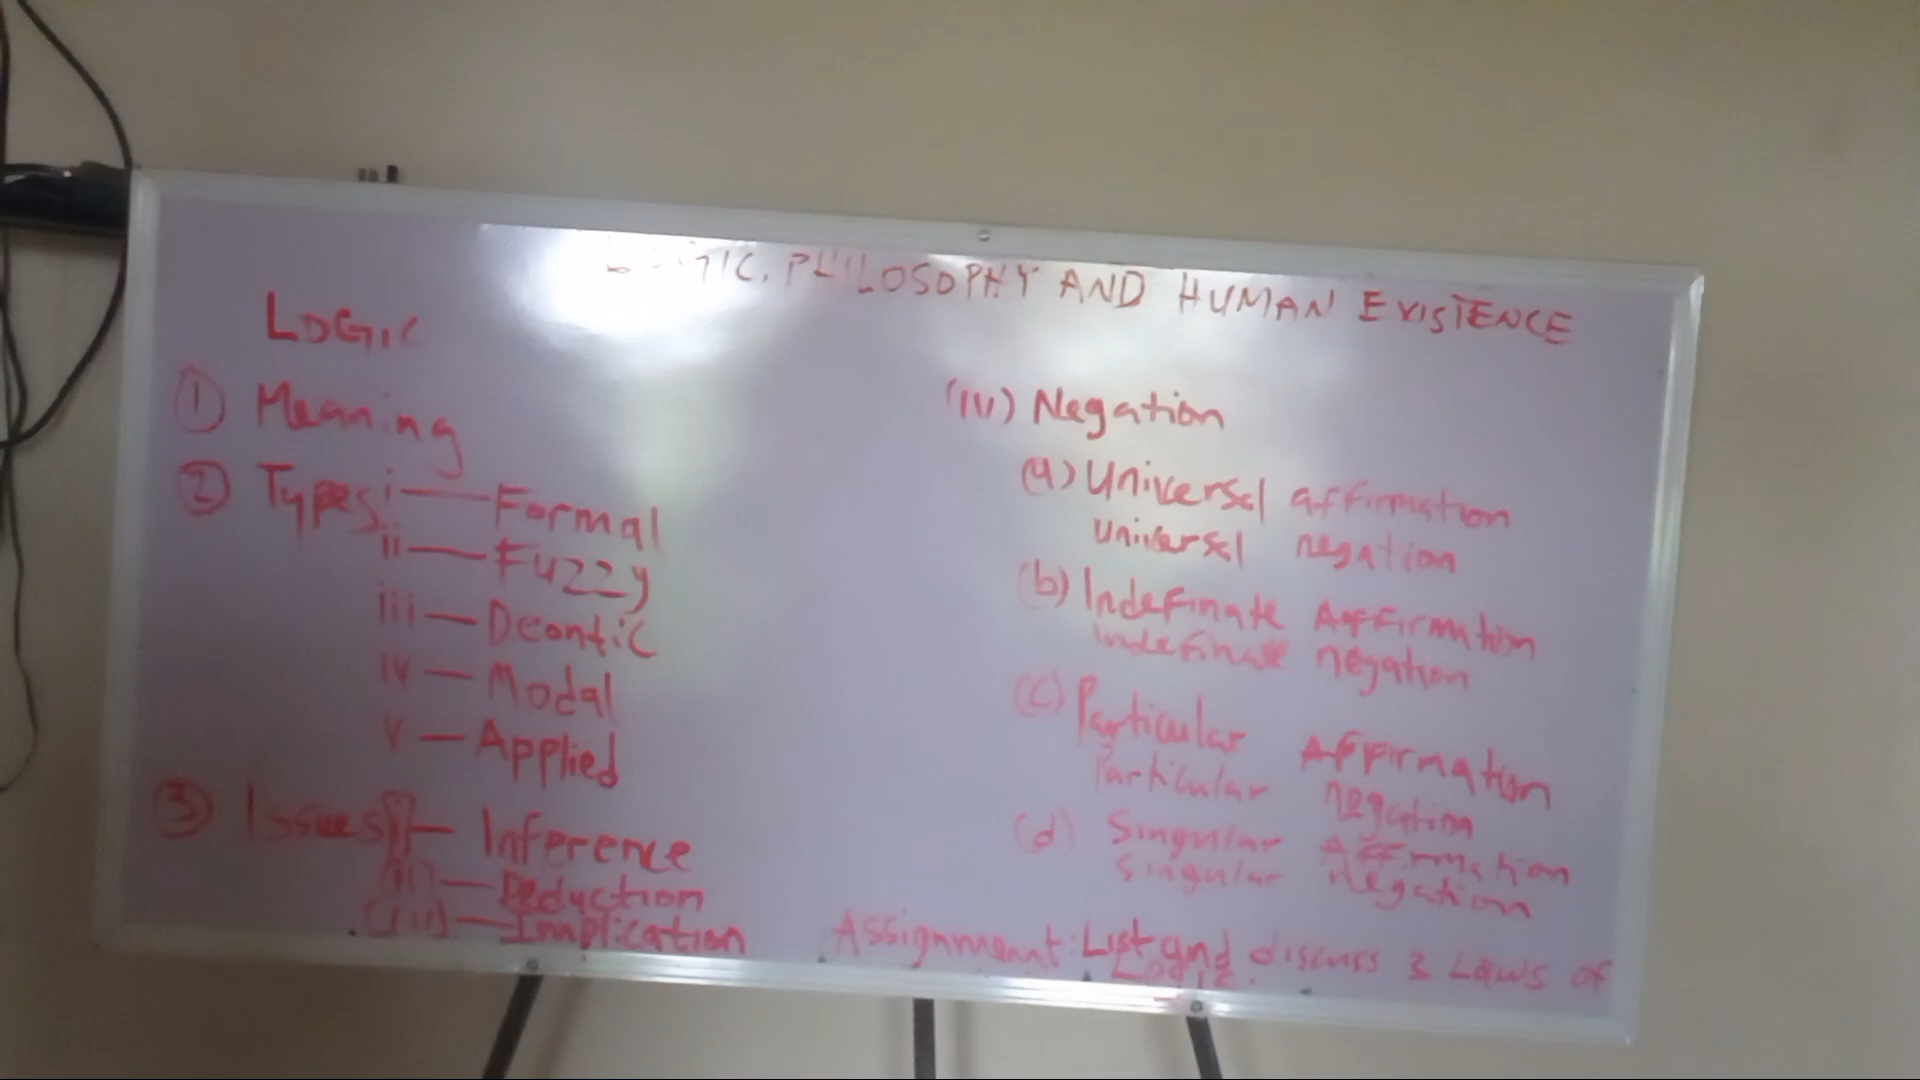 LOGIC, PHILOSOPHY AND HUMAN EXISTENCE
LOGIC
① Meaning
② Types i — Formal
ii — Fuzzy
iii — Deontic
iv — Modal
v — Applied
③ Issues (i) — Inference
(ii) — Deduction
(iii) — Implication
(iv) Negation
(a) Universal affirmation
Universal negation
(b) Indefinate Affirmation
indefinate negation
(c) Particular Affirmation
Particular negation
(d) Singular Affirmation
Singular negation
Assignment: List and discuss 3 Laws of
Logic.